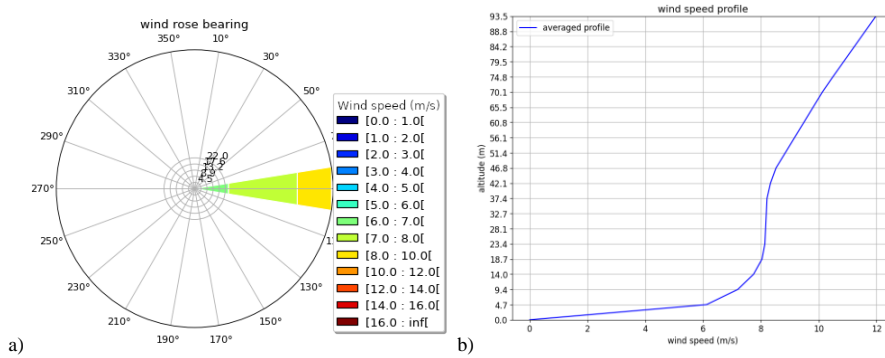 wind rose bearing
350° 10°
330° 30°
310° 50°
290°
270°
250°
230° 130°
210° 150°
190° 170°
22.0
4.5
Wind speed (m/s)
[0.0 : 1.0[
[1.0 : 2.0[
[2.0 : 3.0[
[3.0 : 4.0[
[4.0 : 5.0[
[5.0 : 6.0[
[6.0 : 7.0[
[7.0 : 8.0[
[8.0 : 10.0[
[10.0 : 12.0[
[12.0 : 14.0[
[14.0 : 16.0[
[16.0 : inf[
a)
wind speed profile
averaged profile
93.5
88.8
84.2
79.5
74.8
70.1
65.5
60.8
56.1
51.4
46.8
42.1
37.4
32.7
28.1
23.4
18.7
14.0
9.4
4.7
0.0
altitude (m)
0 2 4 6 8 10 12
wind speed (m/s)
b)